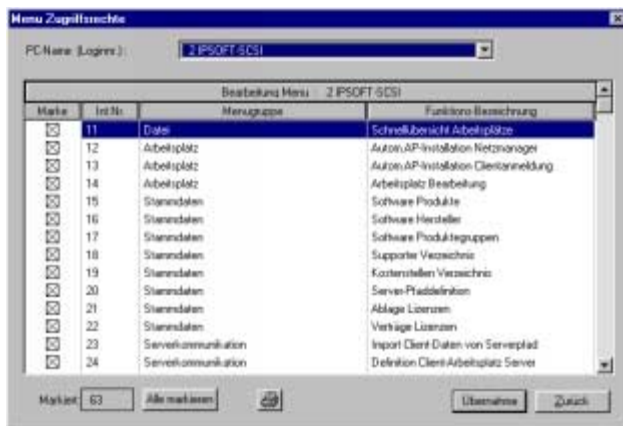 Menu Zugriffsrechte
PC-Name (Loginnr.): 2 IPSOFT-SCSI
Bearbeitung Menu : 2 IPSOFT-SCSI
Marke Int.Nr. Menugruppe Funktions-Bezeichnung
11 Datei Schnellübersicht Arbeitsplätze
12 Arbeitsplatz Autom.AP-Installation Netzmanager
13 Arbeitsplatz Autom.AP-Installation Clientanmeldung
14 Arbeitsplatz Arbeitsplatz Bearbeitung
15 Stammdaten Software Produkte
16 Stammdaten Software Hersteller
17 Stammdaten Software Produktegruppen
18 Stammdaten Supporter Verzeichnis
19 Stammdaten Kostenstellen Verzeichnis
20 Stammdaten Server-Pfaddefinition
21 Stammdaten Ablage Lizenzen
22 Stammdaten Verträge Lizenzen
23 Serverkommunikation Import Client-Daten von Serverpfad
24 Serverkommunikation Definition Client-Arbeitsplatz Server
Markiert: 63 Alle markieren Übernahme Zurück